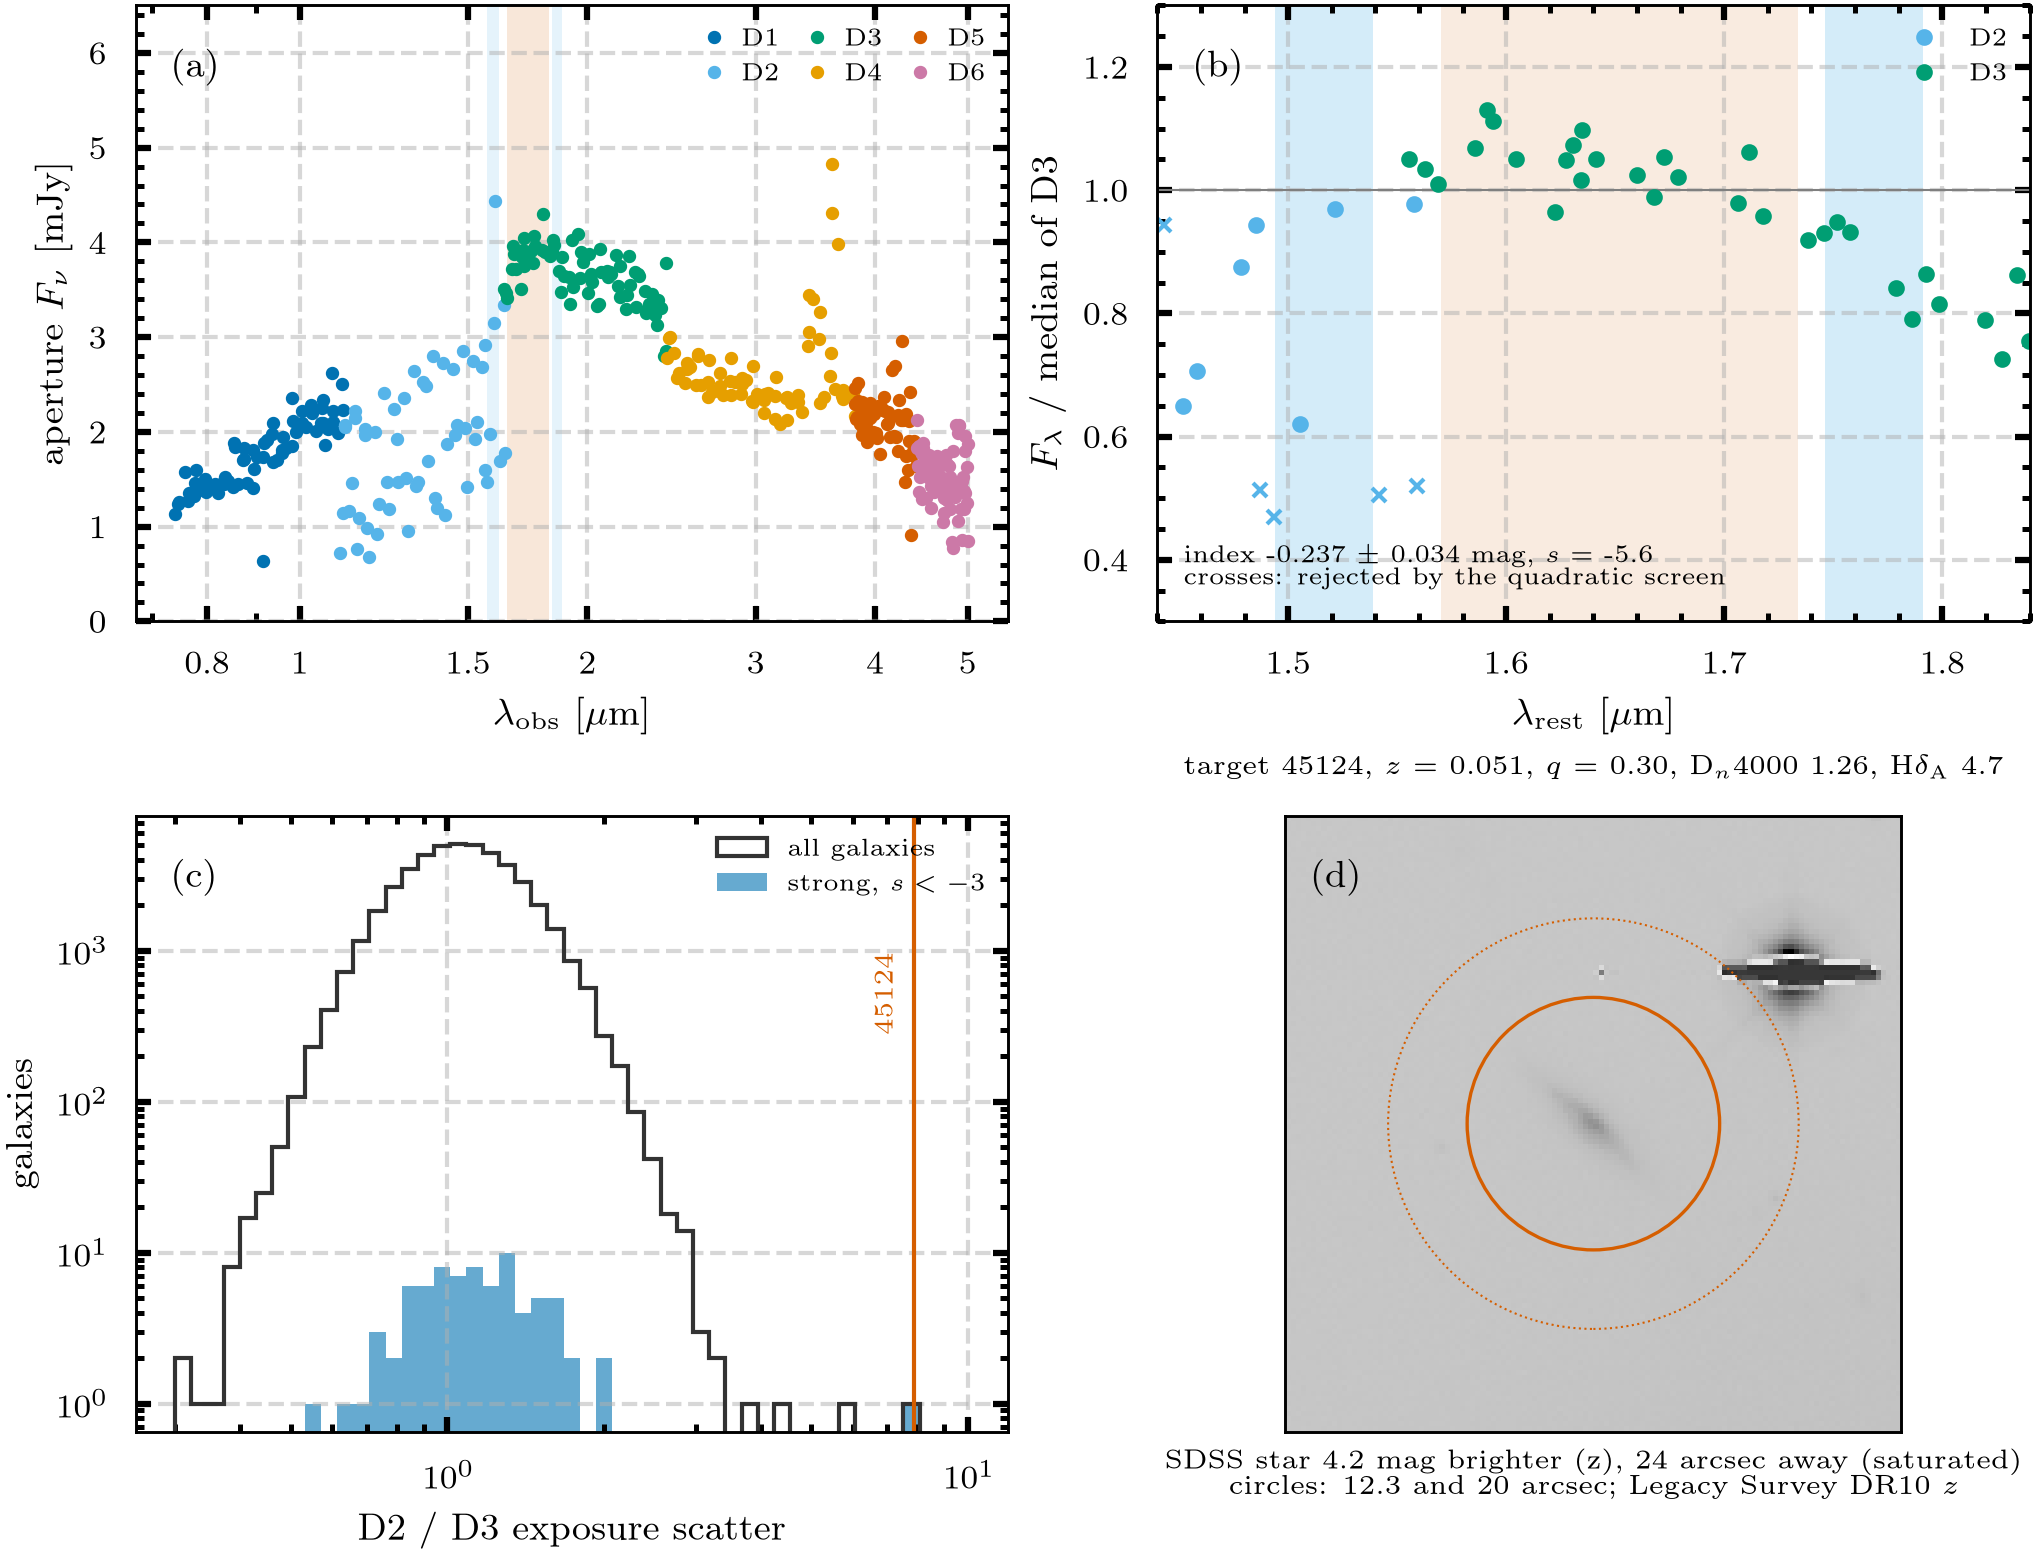 (a)
D1 D3 D5
D2 D4 D6
6
5
4
3
2
1
0
aperture Fν [mJy]
0.8 1 1.5 2 3 4 5
λobs [μm]
(b)
D2
D3
1.2
1.0
0.8
0.6
0.4
Fλ / median of D3
index -0.237 ± 0.034 mag, s = -5.6
crosses: rejected by the quadratic screen
1.5 1.6 1.7 1.8
λrest [μm]
(c)
all galaxies
strong, s < −3
45124
10³
10²
10¹
10⁰
galaxies
10⁰ 10¹
D2 / D3 exposure scatter
target 45124, z = 0.051, q = 0.30, Dn4000 1.26, HδA 4.7
(d)
SDSS star 4.2 mag brighter (z), 24 arcsec away (saturated)
circles: 12.3 and 20 arcsec; Legacy Survey DR10 z